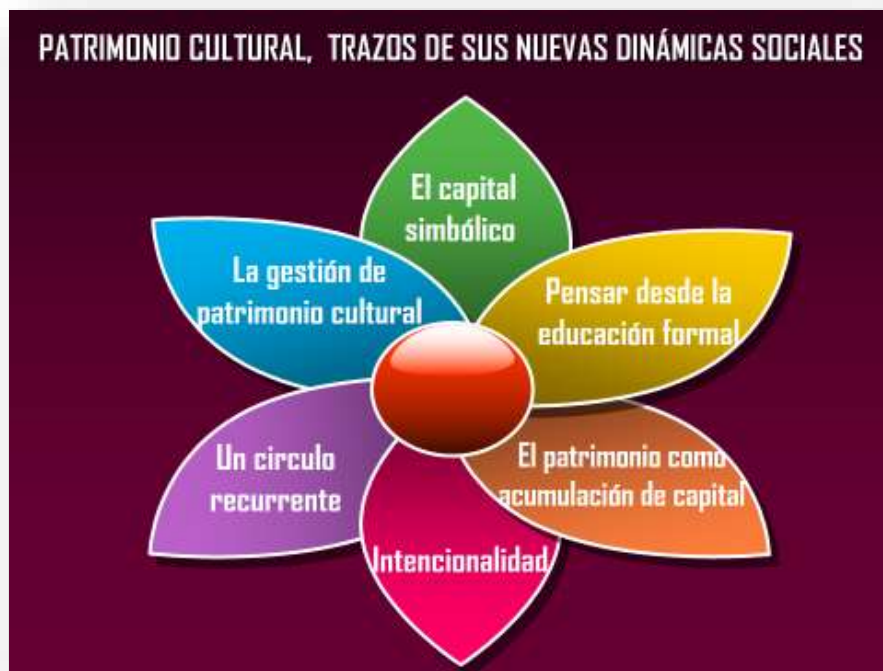 PATRIMONIO CULTURAL, TRAZOS DE SUS NUEVAS DINÁMICAS SOCIALES
El capital
simbólico
Pensar desde la
educación formal
El patrimonio como
acumulación de capital
Intencionalidad
Un circulo
recurrente
La gestión de
patrimonio cultural